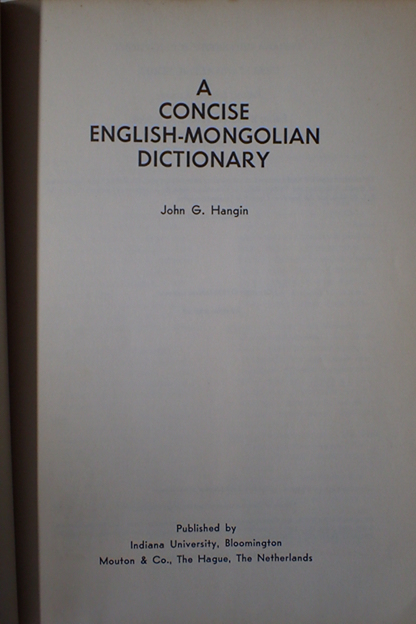 A
CONCISE
ENGLISH-MONGOLIAN
DICTIONARY
John G. Hangin
Published by
Indiana University, Bloomington
Mouton & Co., The Hague, The Netherlands